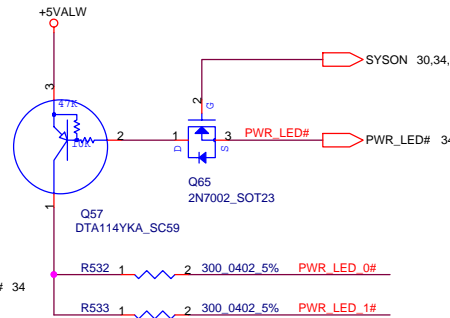 +5VALW
SYSON 30,34,
3
47K
2
G
10K
2
1
3
PWR_LED#
PWR_LED# 34
D
S
Q65
2N7002_SOT23
1
Q57
DTA114YKA_SC59
R532 1 2 300_0402_5% PWR_LED_0#
# 34
R533 1 2 300_0402_5% PWR_LED_1#